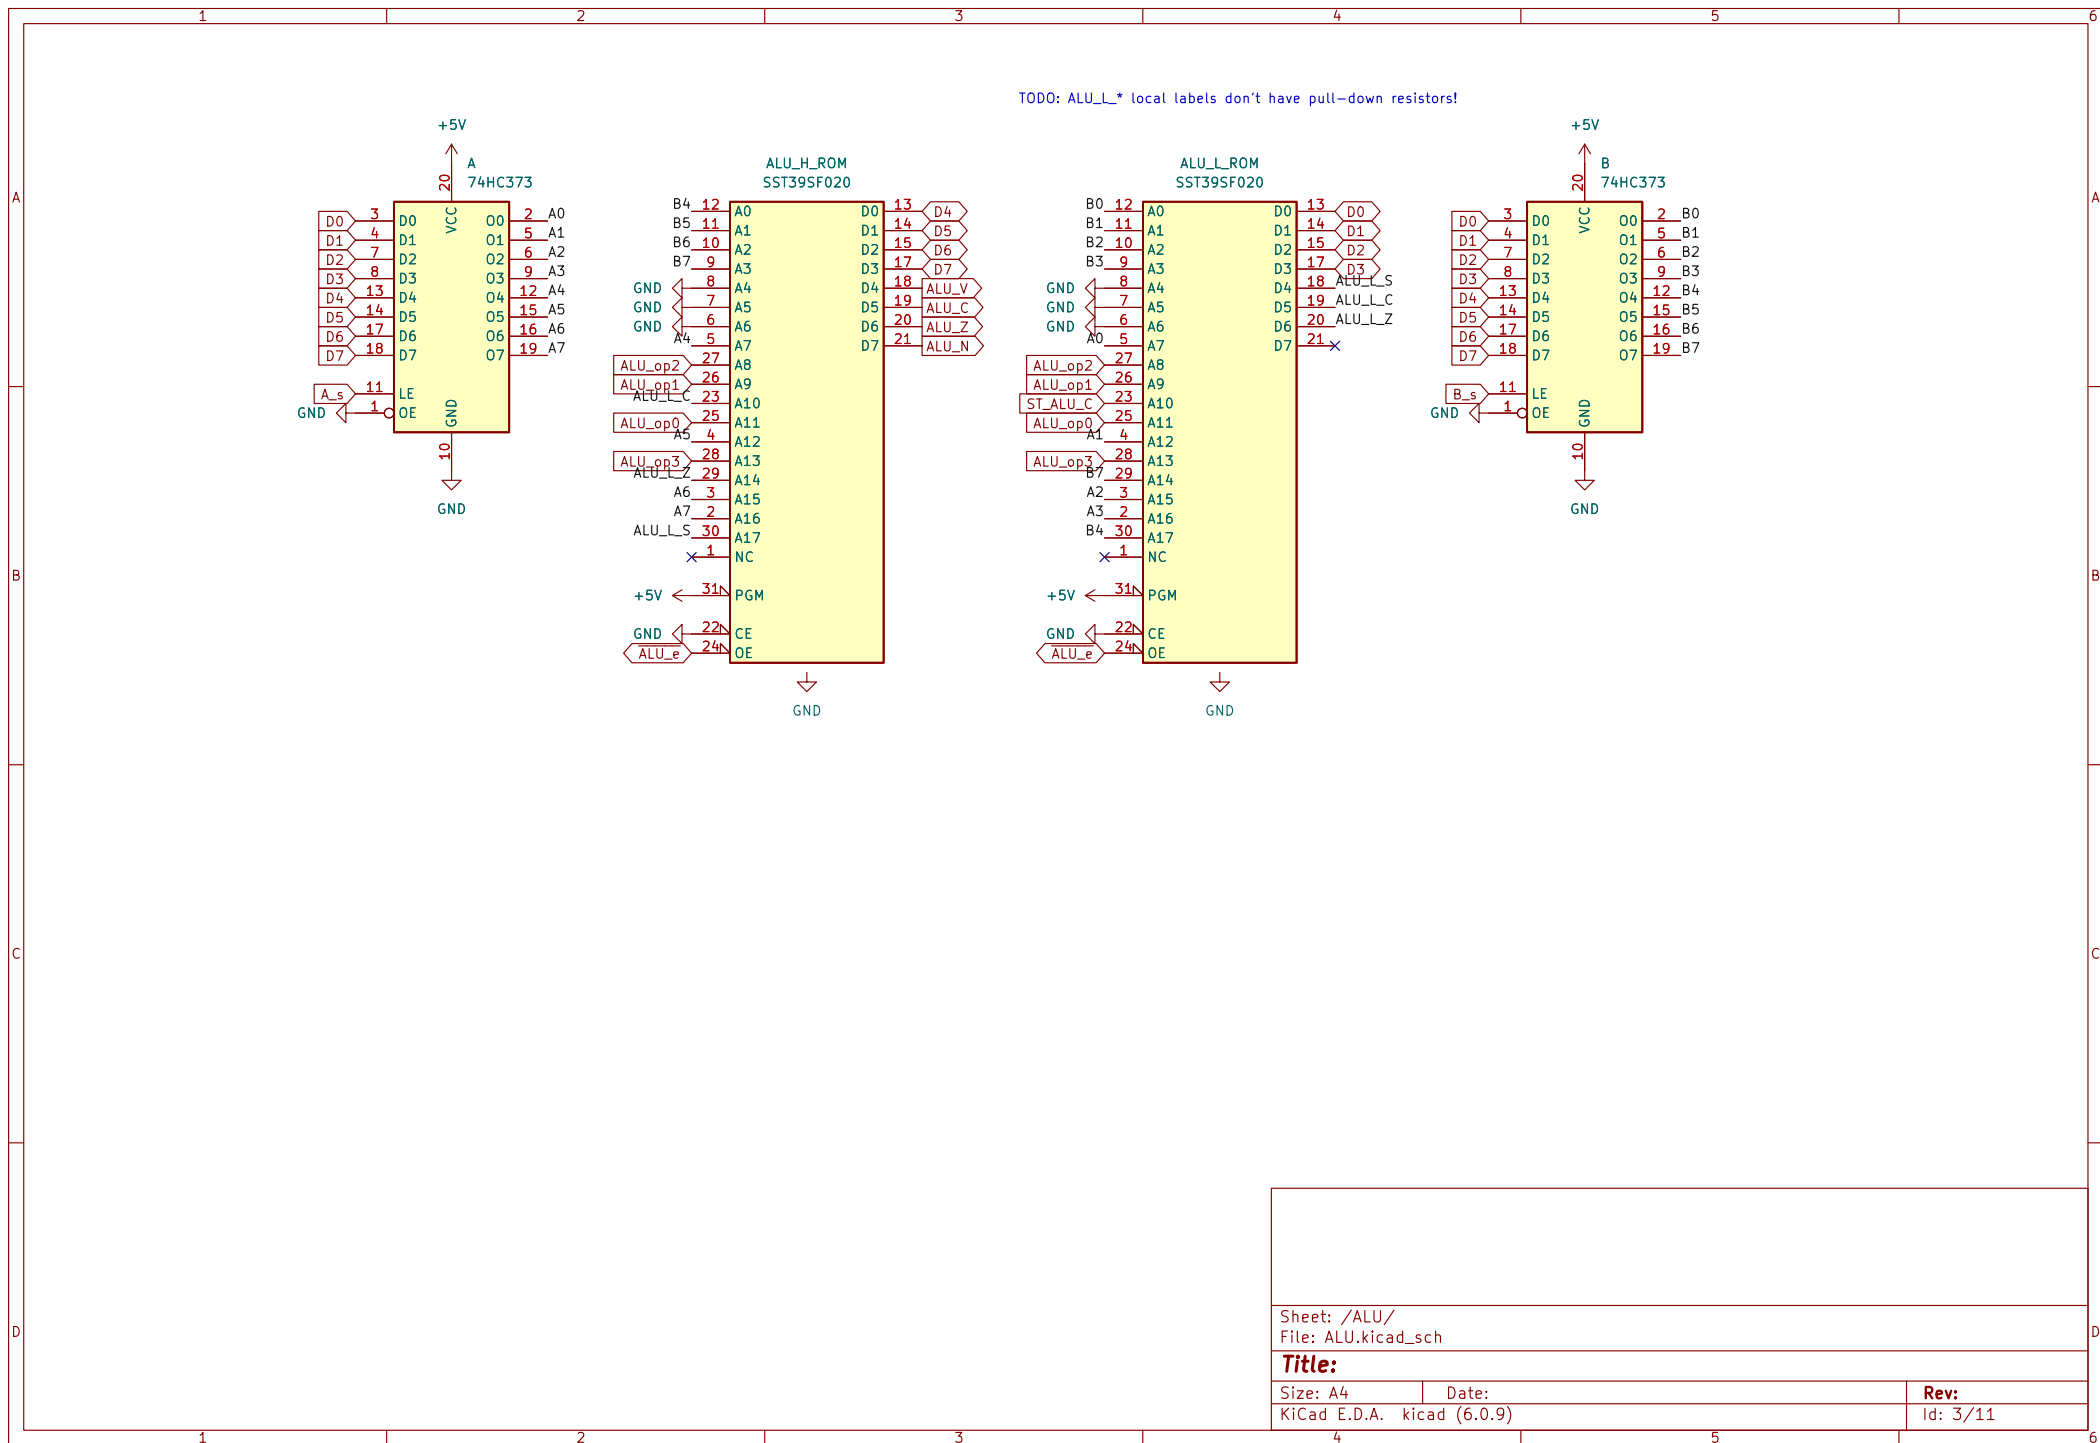 1 2 3 4 5 6
TODO: ALU_L_* local labels don't have pull-down resistors!
A
B
C
D
+5V
A
74HC373
20
VCC
D0 3 D0 O0 2 A0
D1 4 D1 O1 5 A1
D2 7 D2 O2 6 A2
D3 8 D3 O3 9 A3
D4 13 D4 O4 12 A4
D5 14 D5 O5 15 A5
D6 17 D6 O6 16 A6
D7 18 D7 O7 19 A7
A_s 11 LE
GND 1 OE
GND
10
GND
ALU_H_ROM
SST39SF020
B4 12 A0 D0 13 D4
B5 11 A1 D1 14 D5
B6 10 A2 D2 15 D6
B7 9 A3 D3 17 D7
GND 8 A4 D4 18 ALU_V
GND 7 A5 D5 19 ALU_C
GND 6 A6 D6 20 ALU_Z
A4 5 A7 D7 21 ALU_N
ALU_op2 27 A8
ALU_op1 26 A9
ALU_L_C 23 A10
ALU_op0 25 A11
A5 4 A12
ALU_op3 28 A13
ALU_L_Z 29 A14
A6 3 A15
A7 2 A16
ALU_L_S 30 A17
1 NC
+5V 31 PGM
GND 22 CE
ALU_e 24 OE
GND
ALU_L_ROM
SST39SF020
B0 12 A0 D0 13 D0
B1 11 A1 D1 14 D1
B2 10 A2 D2 15 D2
B3 9 A3 D3 17 D3
GND 8 A4 D4 18 ALU_L_S
GND 7 A5 D5 19 ALU_L_C
GND 6 A6 D6 20 ALU_L_Z
A0 5 A7 D7 21
ALU_op2 27 A8
ALU_op1 26 A9
ST_ALU_C 23 A10
ALU_op0 25 A11
A1 4 A12
ALU_op3 28 A13
B7 29 A14
A2 3 A15
A3 2 A16
B4 30 A17
1 NC
+5V 31 PGM
GND 22 CE
ALU_e 24 OE
GND
+5V
B
74HC373
20
VCC
D0 3 D0 O0 2 B0
D1 4 D1 O1 5 B1
D2 7 D2 O2 6 B2
D3 8 D3 O3 9 B3
D4 13 D4 O4 12 B4
D5 14 D5 O5 15 B5
D6 17 D6 O6 16 B6
D7 18 D7 O7 19 B7
B_s 11 LE
GND 1 OE
GND
10
GND
A
B
C
D
Sheet: /ALU/
File: ALU.kicad_sch
Title:
Size: A4 Date: Rev:
KiCad E.D.A. kicad (6.0.9) Id: 3/11
1 2 3 4 5 6